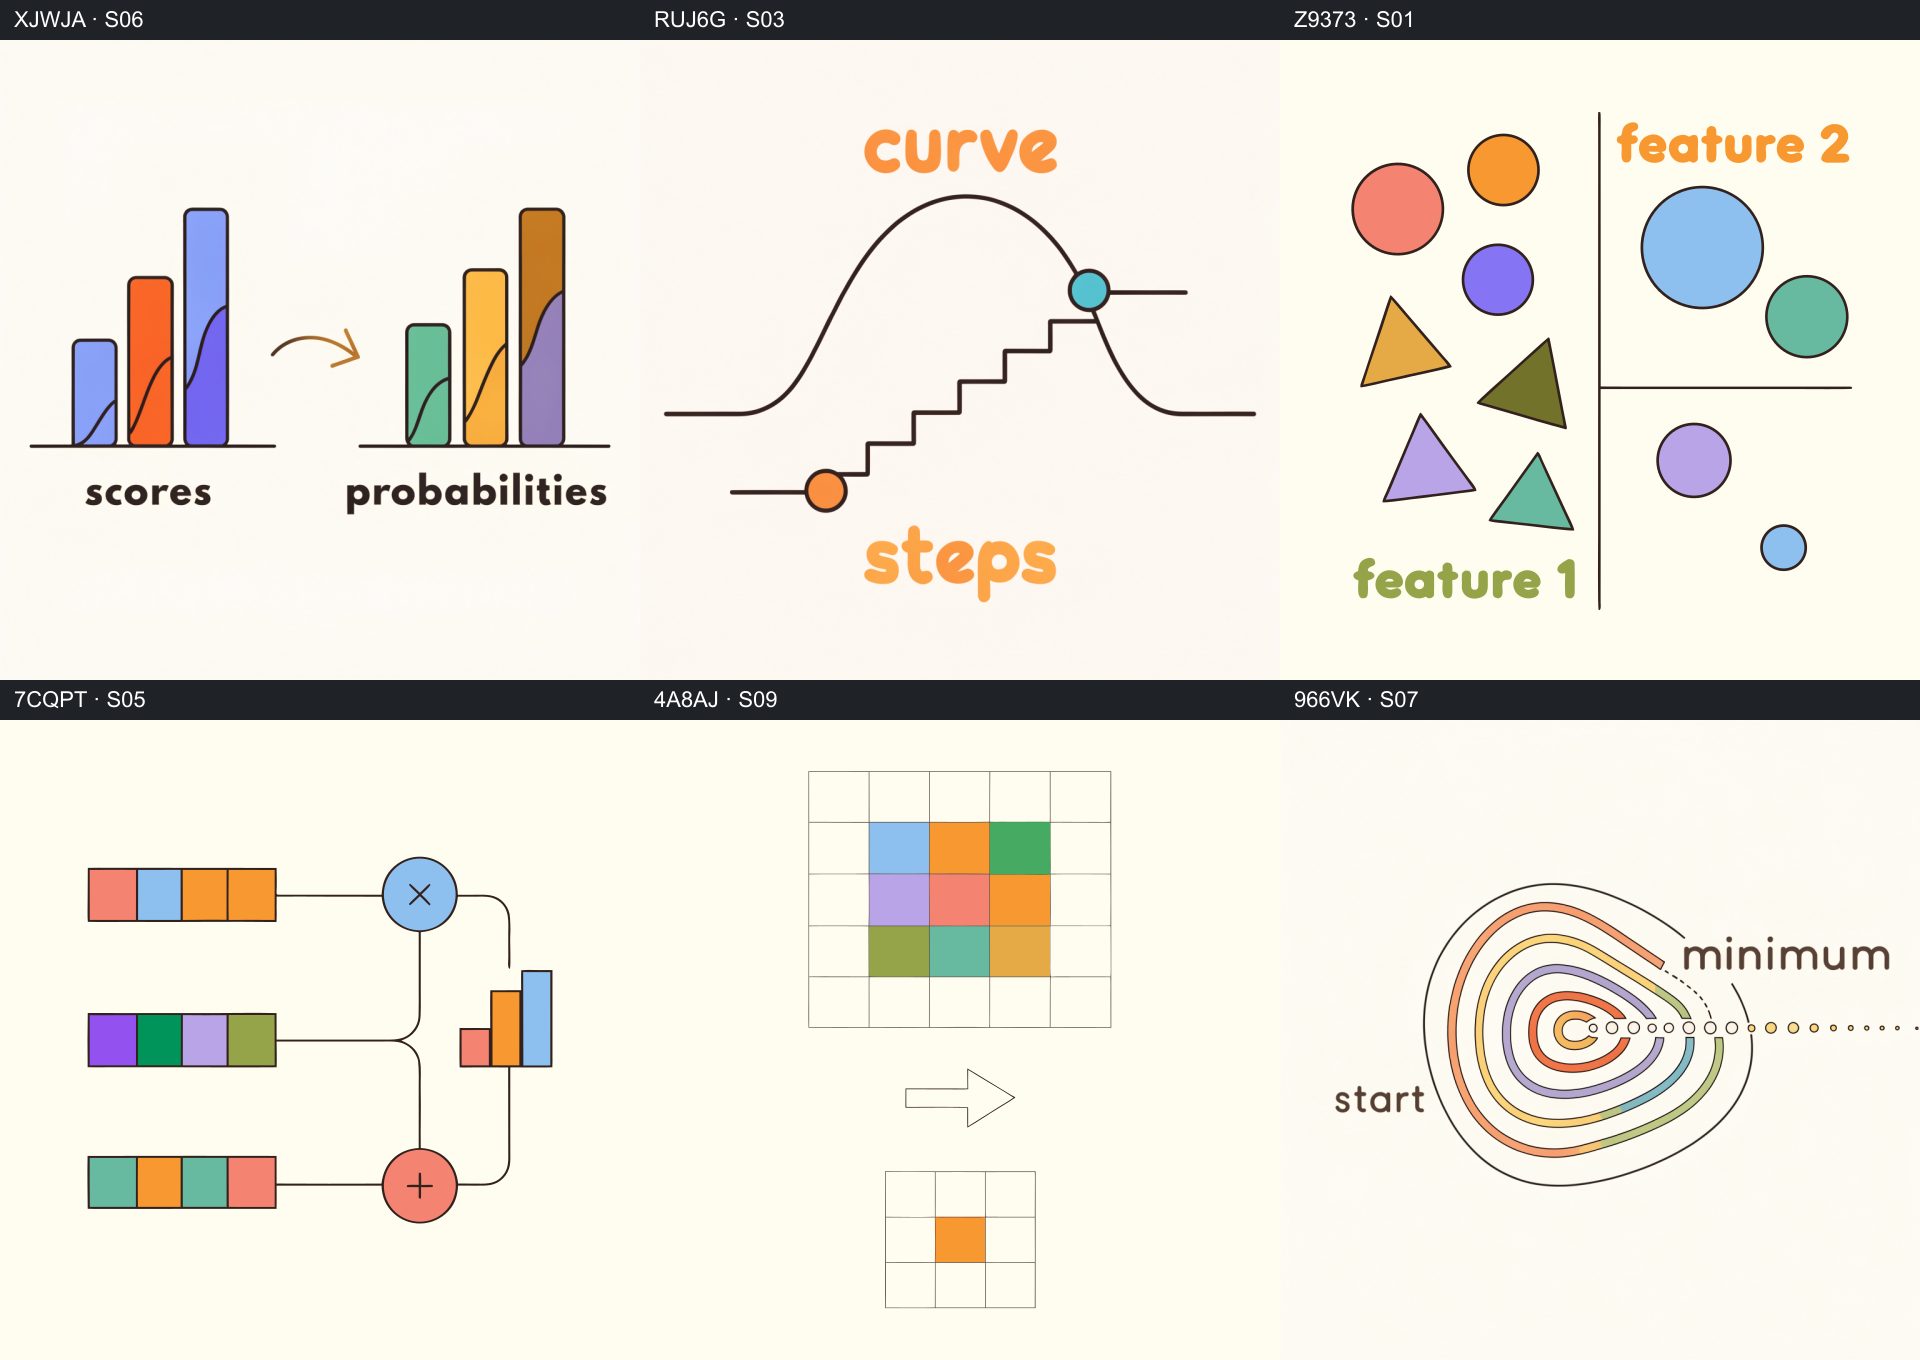 XJWJA · S06
RUJ6G · S03
Z9373 · S01
scores
probabilities
curve
steps
feature 2
feature 1
7CQPT · S05
4A8AJ · S09
966VK · S07
×
+
minimum
start